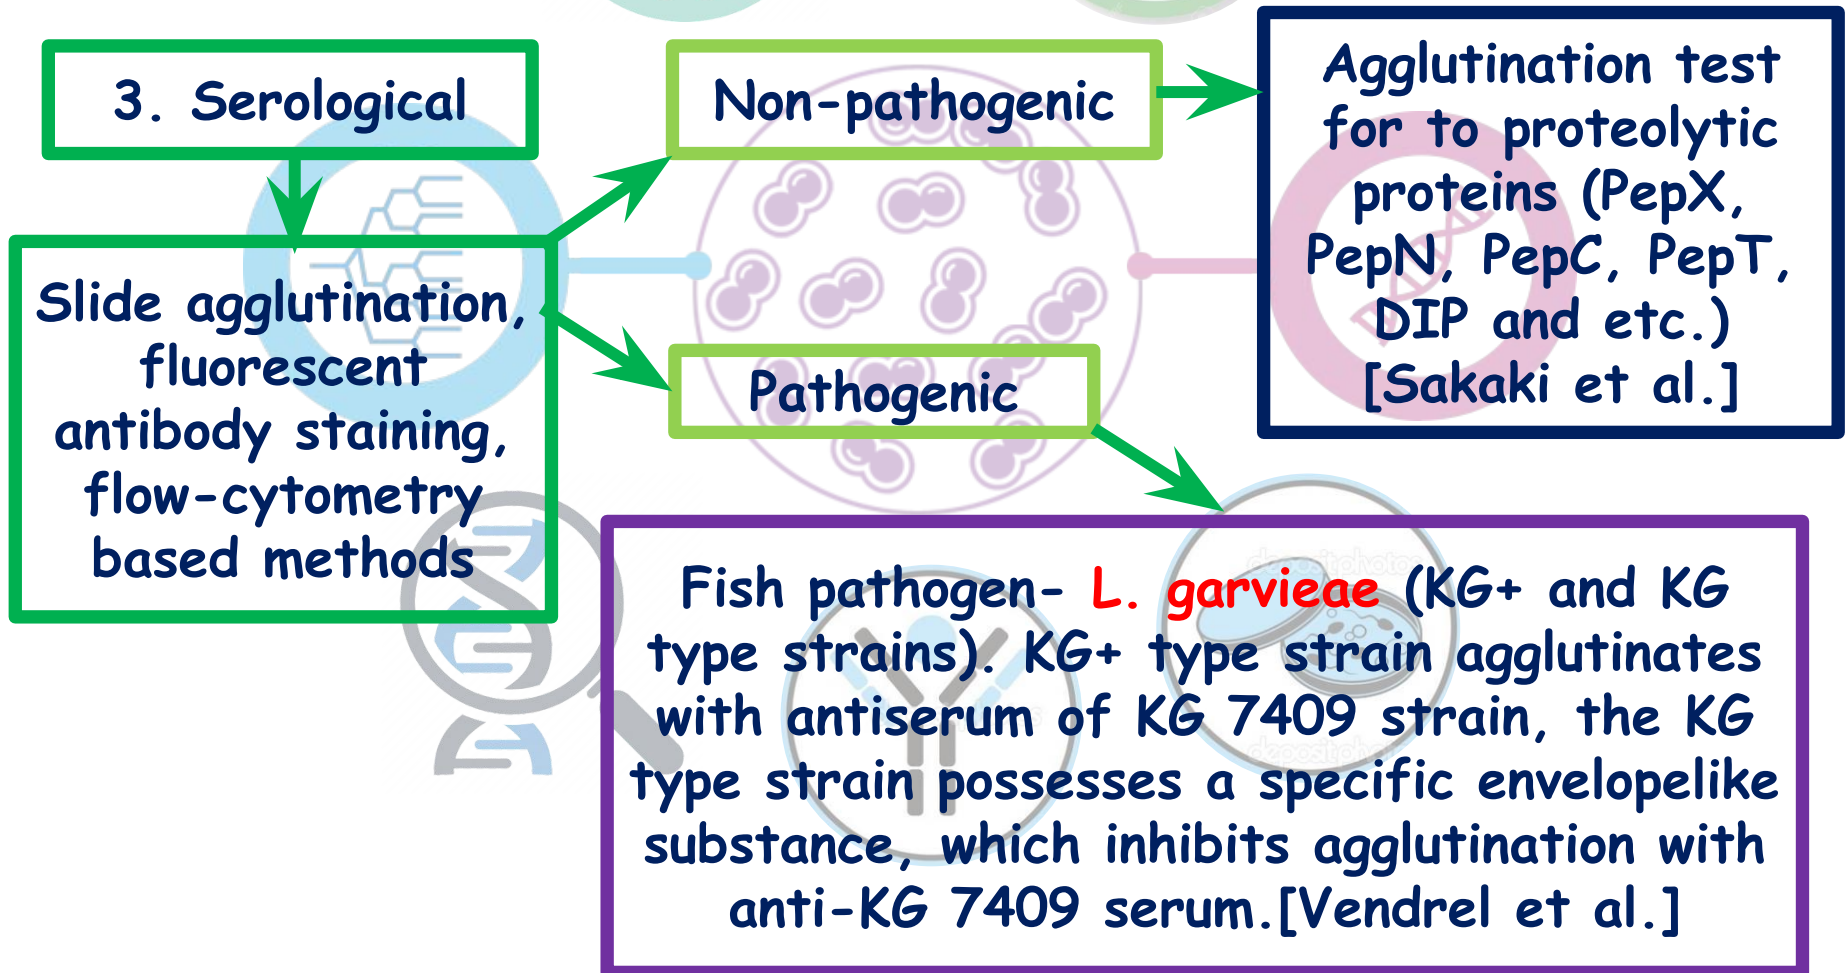 3. Serological
Slide agglutination,
fluorescent
antibody staining,
flow-cytometry
based methods
Non-pathogenic
Agglutination test
for to proteolytic
proteins (PepX,
PepN, PepC, PepT,
DIP and etc.)
[Sakaki et al.]
Pathogenic
Fish pathogen- L. garvieae (KG+ and KG
type strains). KG+ type strain agglutinates
with antiserum of KG 7409 strain, the KG
type strain possesses a specific envelopelike
substance, which inhibits agglutination with
anti-KG 7409 serum.[Vendrel et al.]
depositphotos